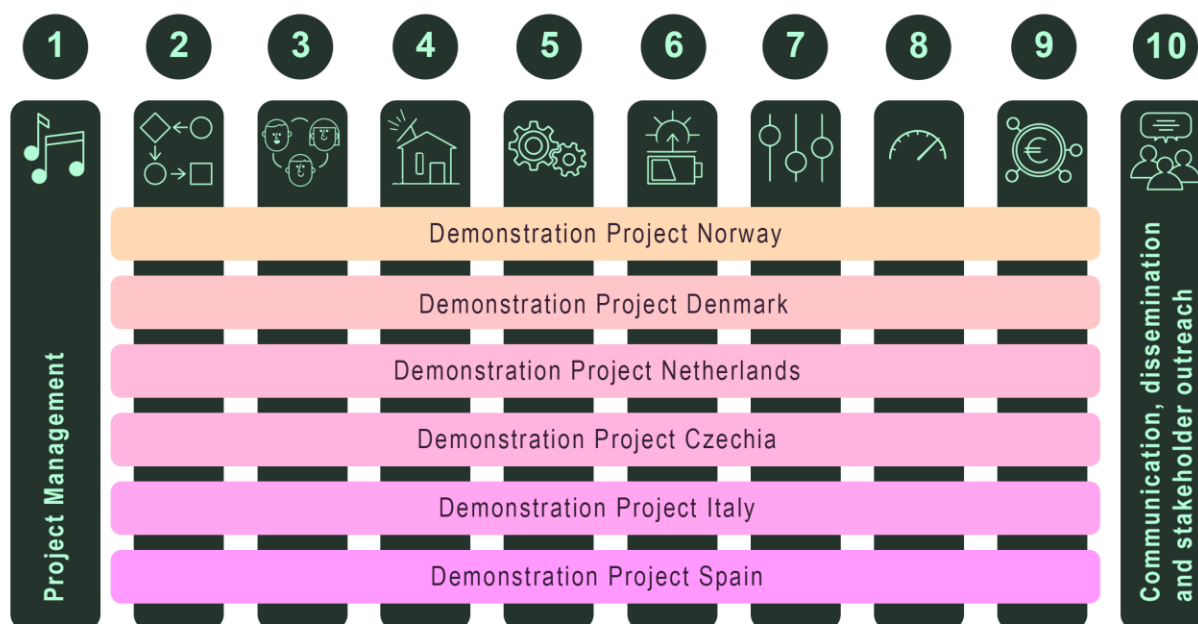 1
2
3
4
5
6
7
8
9
10
€
Project Management
Demonstration Project Norway
Demonstration Project Denmark
Demonstration Project Netherlands
Demonstration Project Czechia
Demonstration Project Italy
Demonstration Project Spain
Communication, dissemination
and stakeholder outreach